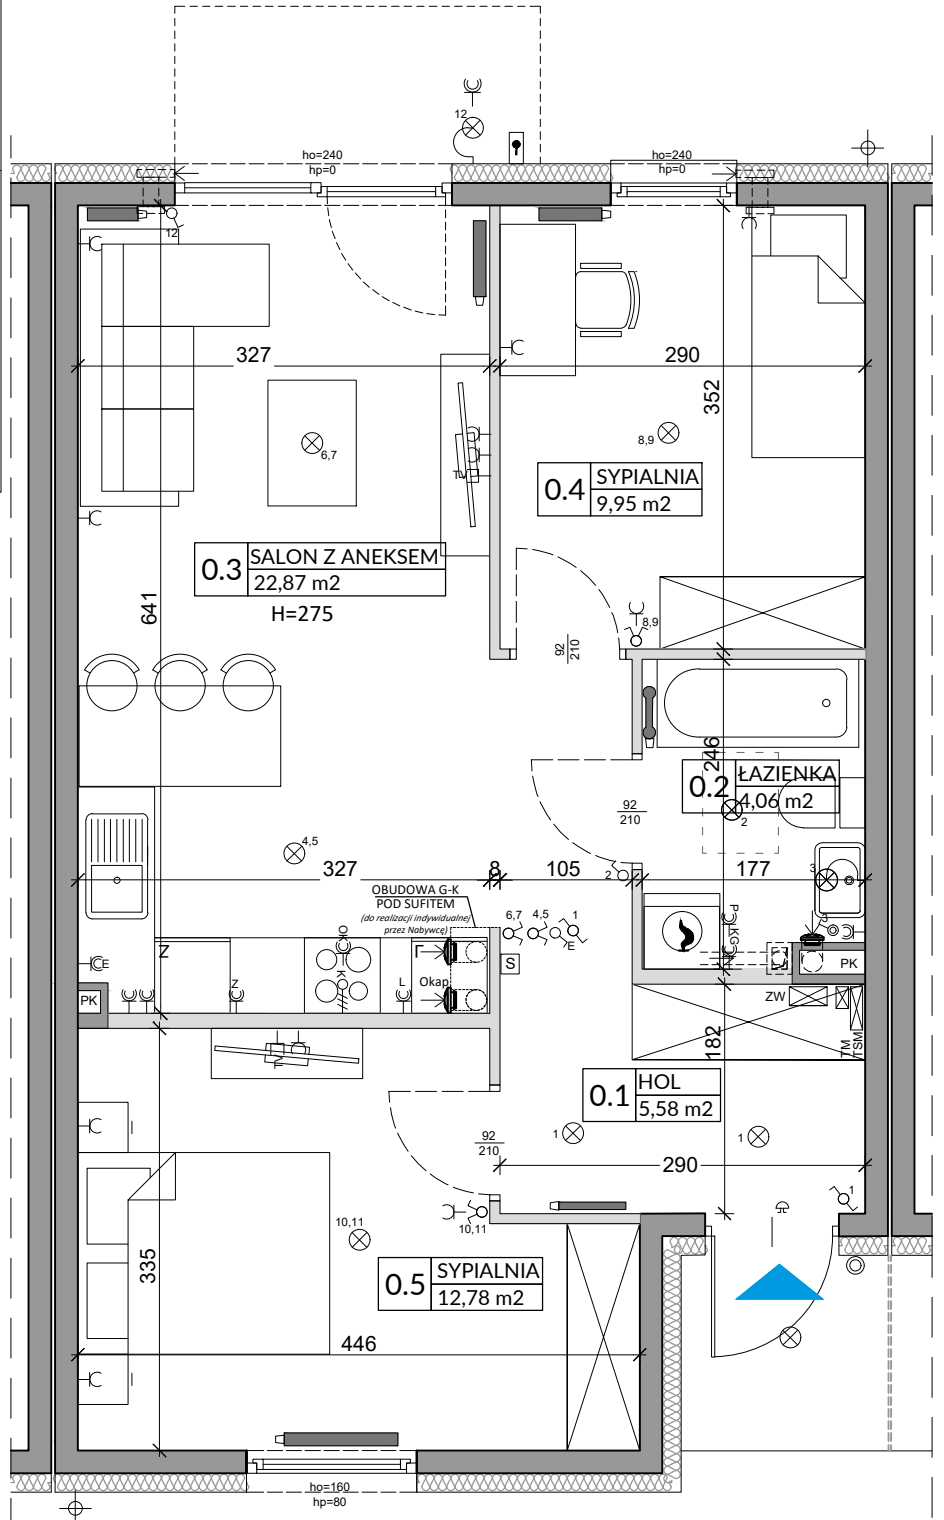 12
ho=240
hp=0
ho=240
hp=0
12
327
290
352
6,7
8,9
TV
0.4 SYPIALNIA
9,95 m2
0.3 SALON Z ANEKSEM
22,87 m2
H=275
641
8,9
92
210
246
0.2 ŁAZIENKA
4,06 m2
2
92
210
4,5
327
8
105
177
2
3
OBUDOWA G-K
POD SUFITEM
(do realizacji indywidualnej
przez Nabywcę)
6,7
4,5
1
E
P
KG
3
OK
Z
E
S
PK
PK
Z
K
L
Okap
ZW
TM
TSM
182
0.1 HOL
5,58 m2
1
1
92
210
290
1
10,11
10,11
335
0.5 SYPIALNIA
12,78 m2
446
ho=160
hp=80